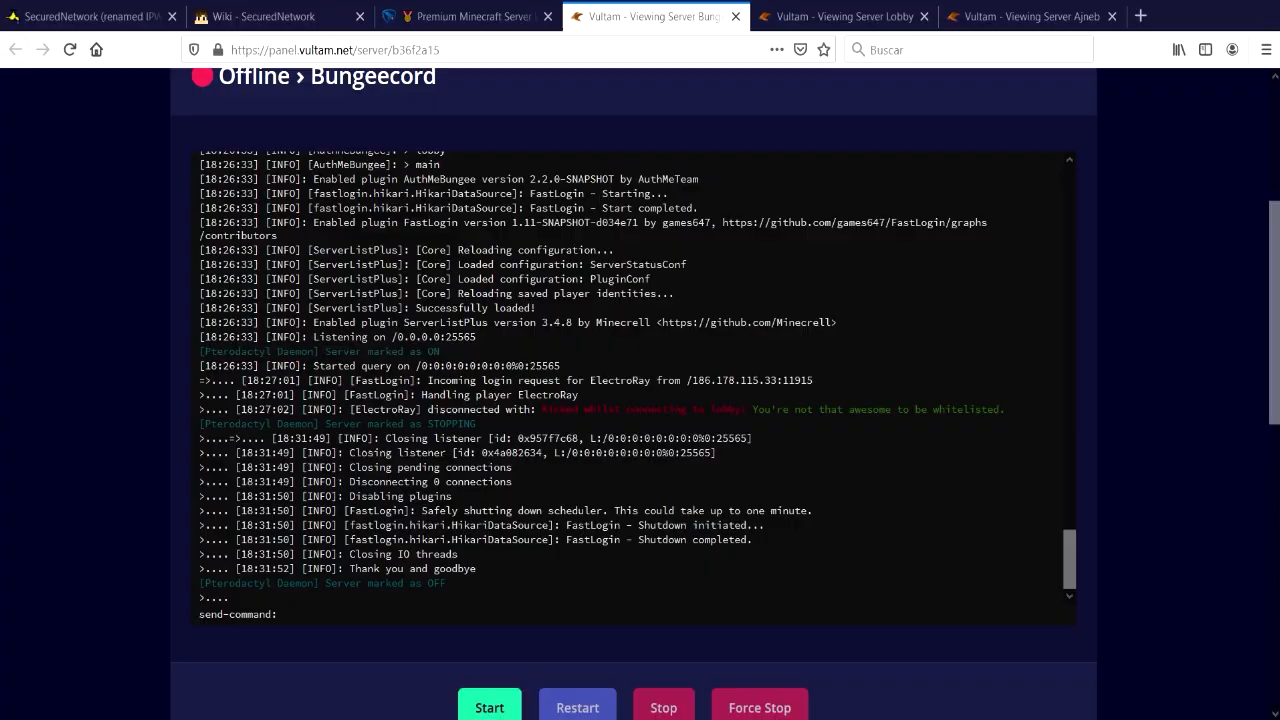 SecuredNetwork (renamed IPW
Wiki - SecuredNetwork
Premium Minecraft Server
Vultam - Viewing Server Bung
Vultam - Viewing Server Lobby
Vultam - Viewing Server Ajneb
https://panel.vultam.net/server/b36f2a15
Buscar
Offline › Bungeecord
[18:26:33] [INFO] [AuthMeBungee]: > lobby
[18:26:33] [INFO] [AuthMeBungee]: > main
[18:26:33] [INFO]: Enabled plugin AuthMeBungee version 2.2.0-SNAPSHOT by AuthMeTeam
[18:26:33] [INFO] [fastlogin.hikari.HikariDataSource]: FastLogin - Starting...
[18:26:33] [INFO] [fastlogin.hikari.HikariDataSource]: FastLogin - Start completed.
[18:26:33] [INFO]: Enabled plugin FastLogin version 1.11-SNAPSHOT-d034e71 by games647, https://github.com/games647/FastLogin/graphs
/contributors
[18:26:33] [INFO] [ServerListPlus]: [Core] Reloading configuration...
[18:26:33] [INFO] [ServerListPlus]: [Core] Loaded configuration: ServerStatusConf
[18:26:33] [INFO] [ServerListPlus]: [Core] Loaded configuration: PluginConf
[18:26:33] [INFO] [ServerListPlus]: [Core] Reloading saved player identities...
[18:26:33] [INFO] [ServerListPlus]: Successfully loaded!
[18:26:33] [INFO]: Enabled plugin ServerListPlus version 3.4.8 by Minecrell <https://github.com/Minecrell>
[18:26:33] [INFO]: Listening on /0.0.0.0:25565
[Pterodactyl Daemon] Server marked as ON
[18:26:33] [INFO]: Started query on /0:0:0:0:0:0:0:0%0:25565
=>.... [18:27:01] [INFO] [FastLogin]: Incoming login request for ElectroRay from /186.178.115.33:11915
>.... [18:27:01] [INFO] [FastLogin]: Handling player ElectroRay
>.... [18:27:02] [INFO]: [ElectroRay] disconnected with: Kicked whilst connecting to lobby: You're not that awesome to be whitelisted.
[Pterodactyl Daemon] Server marked as STOPPING
>....=>.... [18:31:49] [INFO]: Closing listener [id: 0x957f7c68, L:/0:0:0:0:0:0:0:0%0:25565]
>.... [18:31:49] [INFO]: Closing listener [id: 0x4a082634, L:/0:0:0:0:0:0:0:0%0:25565]
>.... [18:31:49] [INFO]: Closing pending connections
>.... [18:31:49] [INFO]: Disconnecting 0 connections
>.... [18:31:50] [INFO]: Disabling plugins
>.... [18:31:50] [INFO] [FastLogin]: Safely shutting down scheduler. This could take up to one minute.
>.... [18:31:50] [INFO] [fastlogin.hikari.HikariDataSource]: FastLogin - Shutdown initiated...
>.... [18:31:50] [INFO] [fastlogin.hikari.HikariDataSource]: FastLogin - Shutdown completed.
>.... [18:31:50] [INFO]: Closing IO threads
>.... [18:31:52] [INFO]: Thank you and goodbye
[Pterodactyl Daemon] Server marked as OFF
>....
send-command:
Start
Restart
Stop
Force Stop